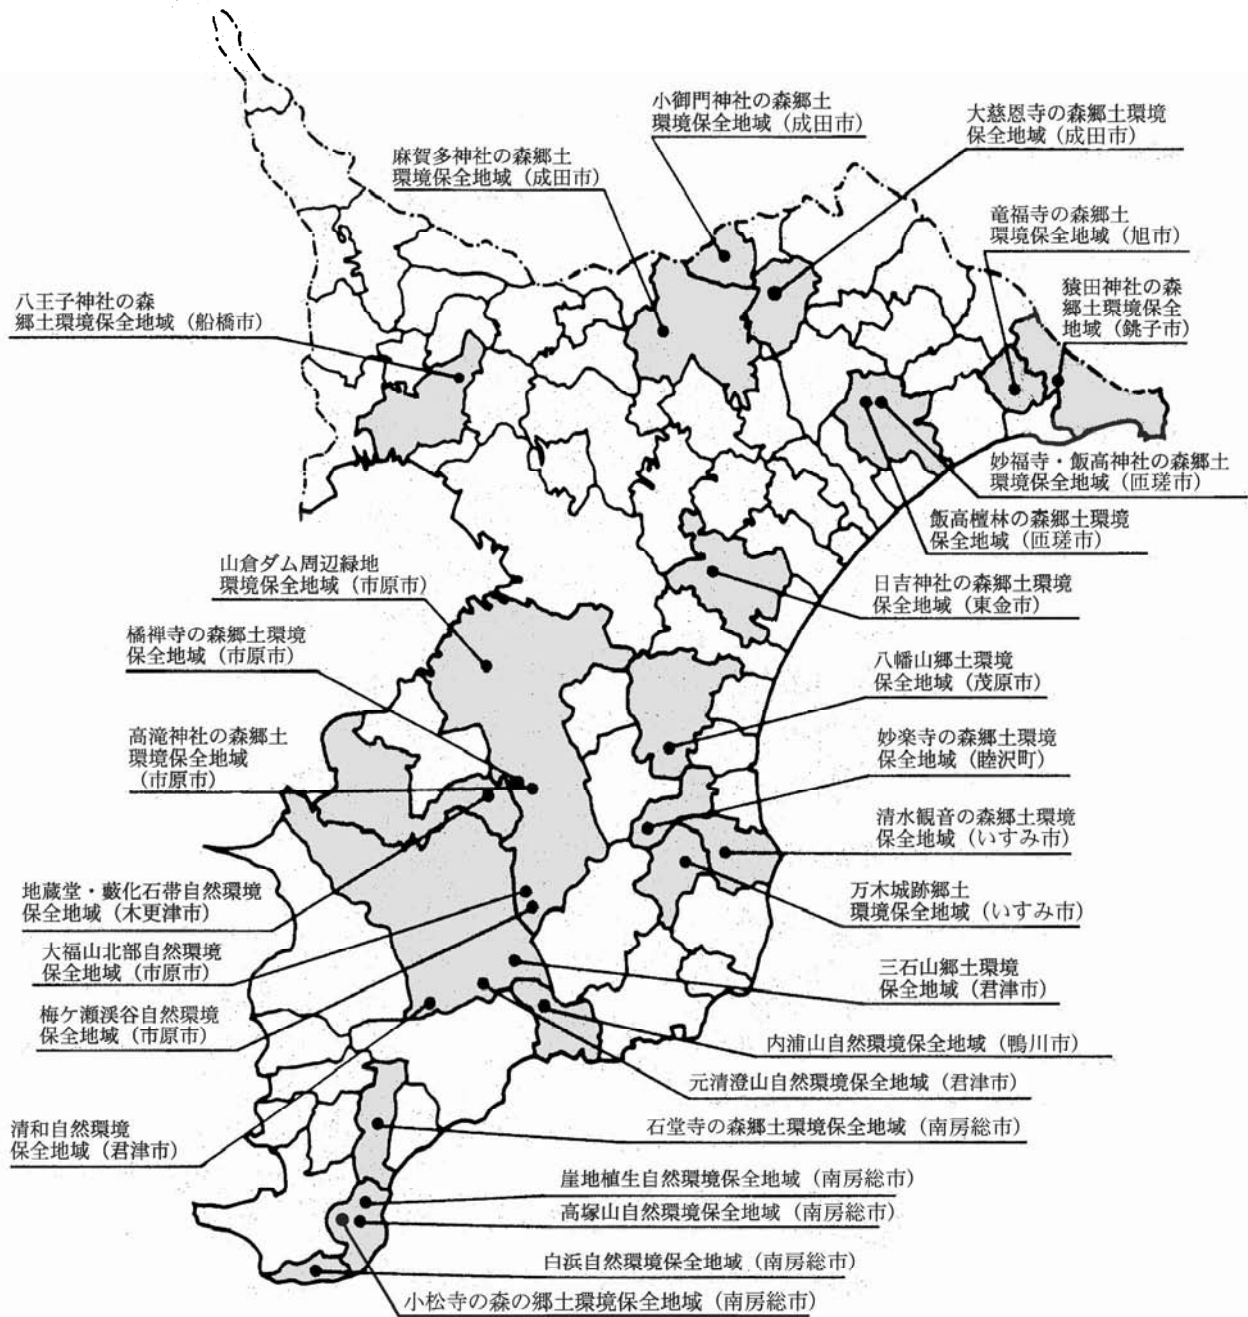 小御門神社の森郷土
環境保全地域（成田市）
大慈恩寺の森郷土環境
保全地域（成田市）
麻賀多神社の森郷土
環境保全地域（成田市）
竜福寺の森郷土
環境保全地域（旭市）
猿田神社の森
郷土環境保全
地域（銚子市）
八王子神社の森
郷土環境保全地域（船橋市）
妙福寺・飯高神社の森郷土
環境保全地域（匝瑳市）
飯高檀林の森郷土環境
保全地域（匝瑳市）
山倉ダム周辺緑地
環境保全地域（市原市）
日吉神社の森郷土環境
保全地域（東金市）
橘禅寺の森郷土環境
保全地域（市原市）
八幡山郷土環境
保全地域（茂原市）
高滝神社の森郷土
環境保全地域
（市原市）
妙楽寺の森郷土環境
保全地域（睦沢町）
清水観音の森郷土環境
保全地域（いすみ市）
地蔵堂・藪化石帯自然環境
保全地域（木更津市）
万木城跡郷土
環境保全地域（いすみ市）
大福山北部自然環境
保全地域（市原市）
三石山郷土環境
保全地域（君津市）
梅ケ瀬渓谷自然環境
保全地域（市原市）
内浦山自然環境保全地域（鴨川市）
元清澄山自然環境保全地域（君津市）
清和自然環境
保全地域（君津市）
石堂寺の森郷土環境保全地域（南房総市）
崖地植生自然環境保全地域（南房総市）
高塚山自然環境保全地域（南房総市）
白浜自然環境保全地域（南房総市）
小松寺の森の郷土環境保全地域（南房総市）